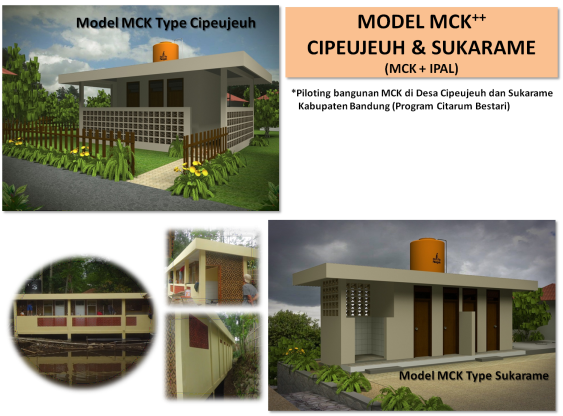 Model MCK Type Cipeujeuh
MODEL MCK++
CIPEUJEUH & SUKARAME
(MCK + IPAL)
*Piloting bangunan MCK di Desa Cipeujeuh dan Sukarame
Kabupaten Bandung (Program Citarum Bestari)
Model MCK Type Sukarame